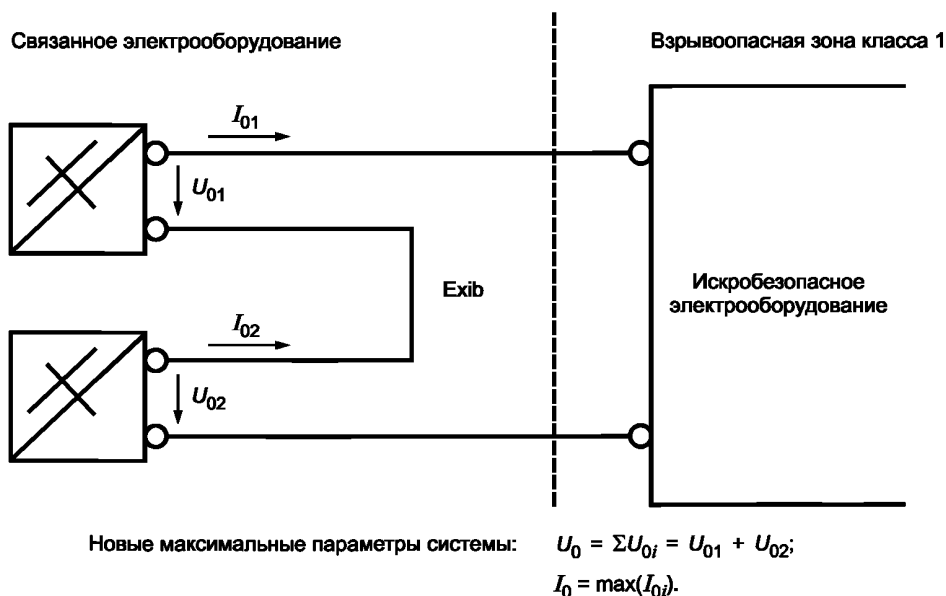 Связанное электрооборудование
Взрывоопасная зона класса 1
I01
U01
Exib
Искробезопасное
электрооборудование
I02
U02
Новые максимальные параметры системы: U0 = ΣU0i = U01 + U02;
I0 = max(I0i).